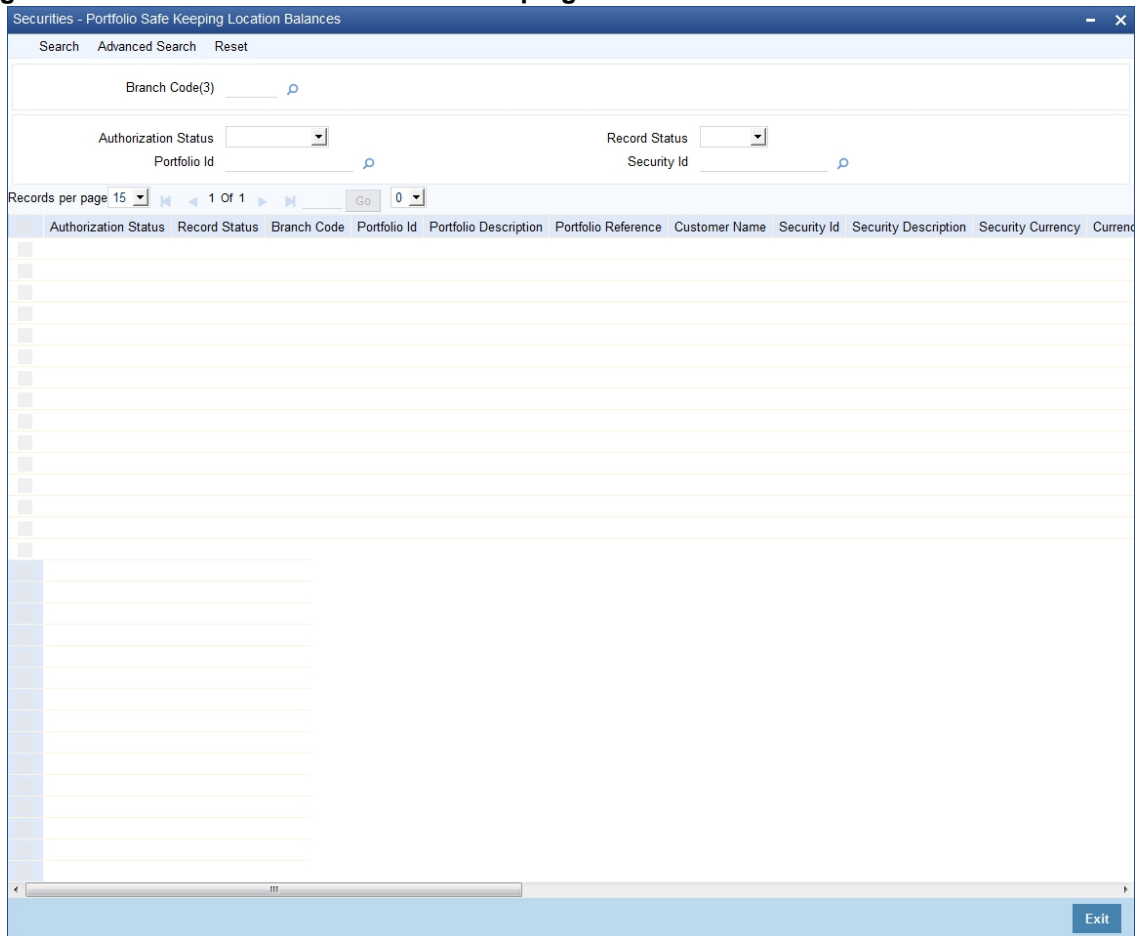 Securities - Portfolio Safe Keeping Location Balances
Search Advanced Search Reset
Branch Code(3)
Authorization Status Record Status
Portfolio Id Security Id
Records per page 15 1 Of 1 Go 0
Authorization Status Record Status Branch Code Portfolio Id Portfolio Description Portfolio Reference Customer Name Security Id Security Description Security Currency
Exit